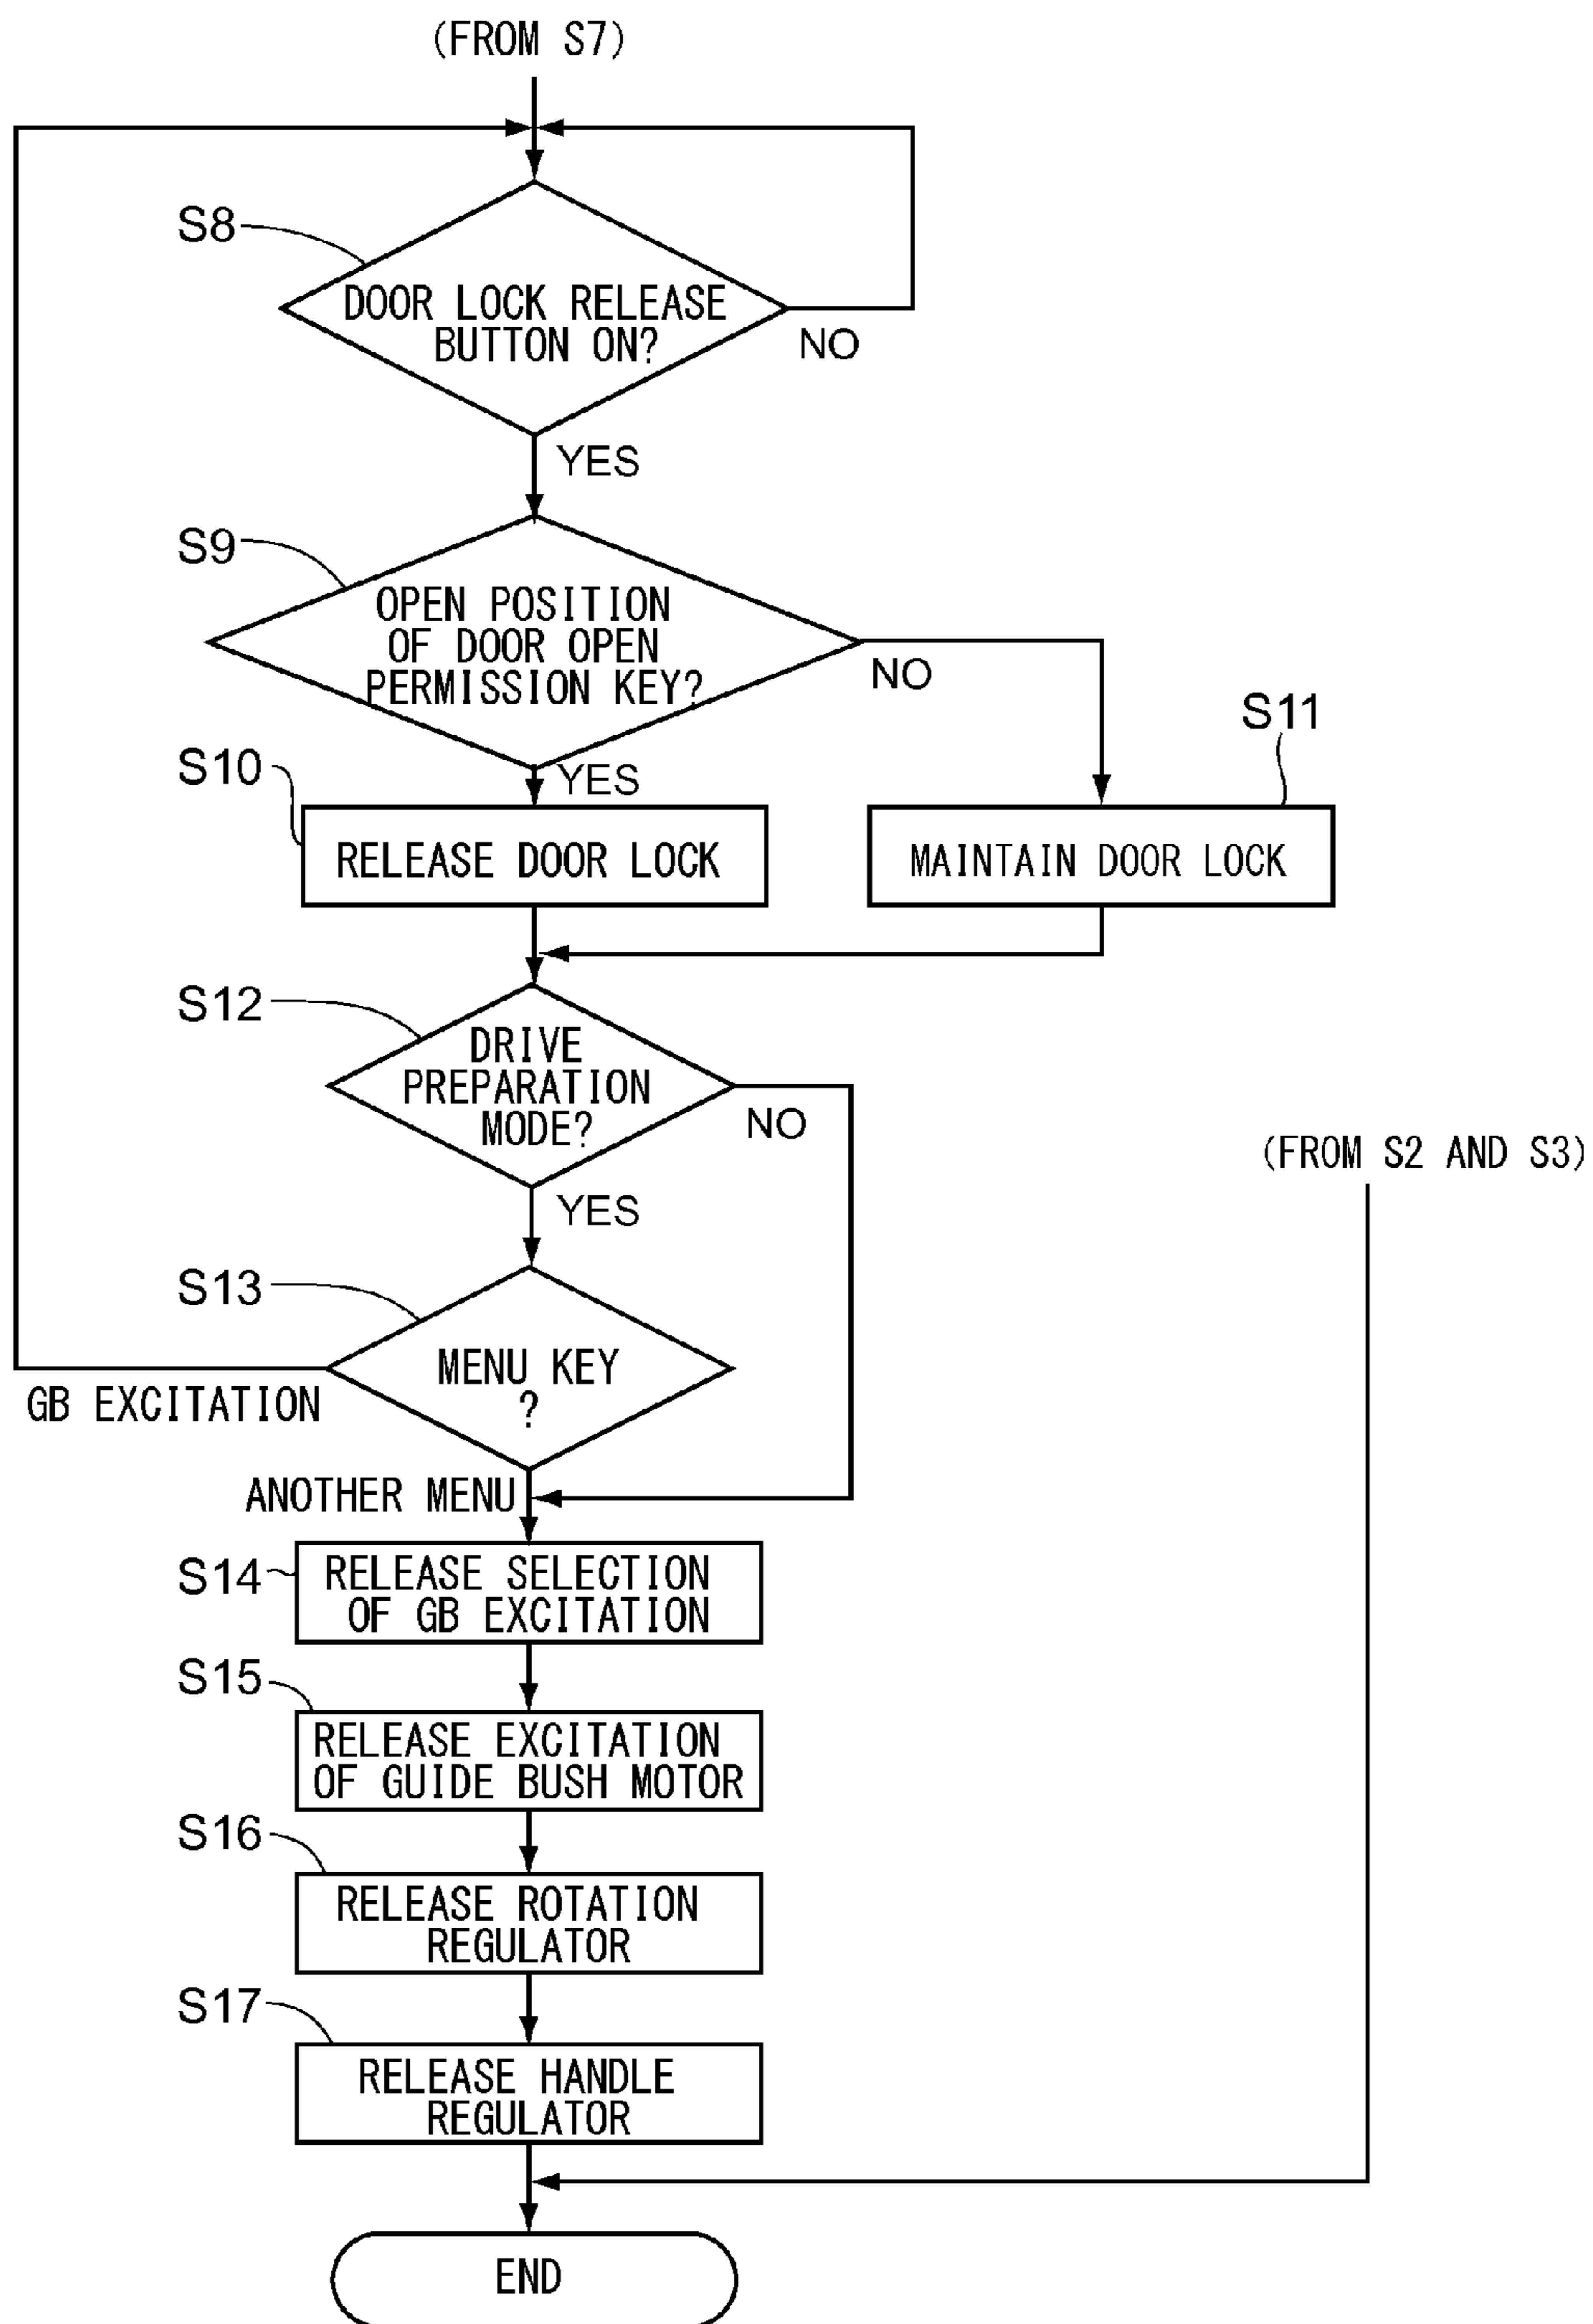 (FROM S7)
S8
DOOR LOCK RELEASE
BUTTON ON?
NO
YES
S9
OPEN POSITION
OF DOOR OPEN
PERMISSION KEY?
NO
S11
S10
YES
RELEASE DOOR LOCK
MAINTAIN DOOR LOCK
S12
DRIVE
PREPARATION
MODE?
NO
(FROM S2 AND S3)
YES
S13
MENU KEY
?
GB EXCITATION
ANOTHER MENU
S14
RELEASE SELECTION
OF GB EXCITATION
S15
RELEASE EXCITATION
OF GUIDE BUSH MOTOR
S16
RELEASE ROTATION
REGULATOR
S17
RELEASE HANDLE
REGULATOR
END